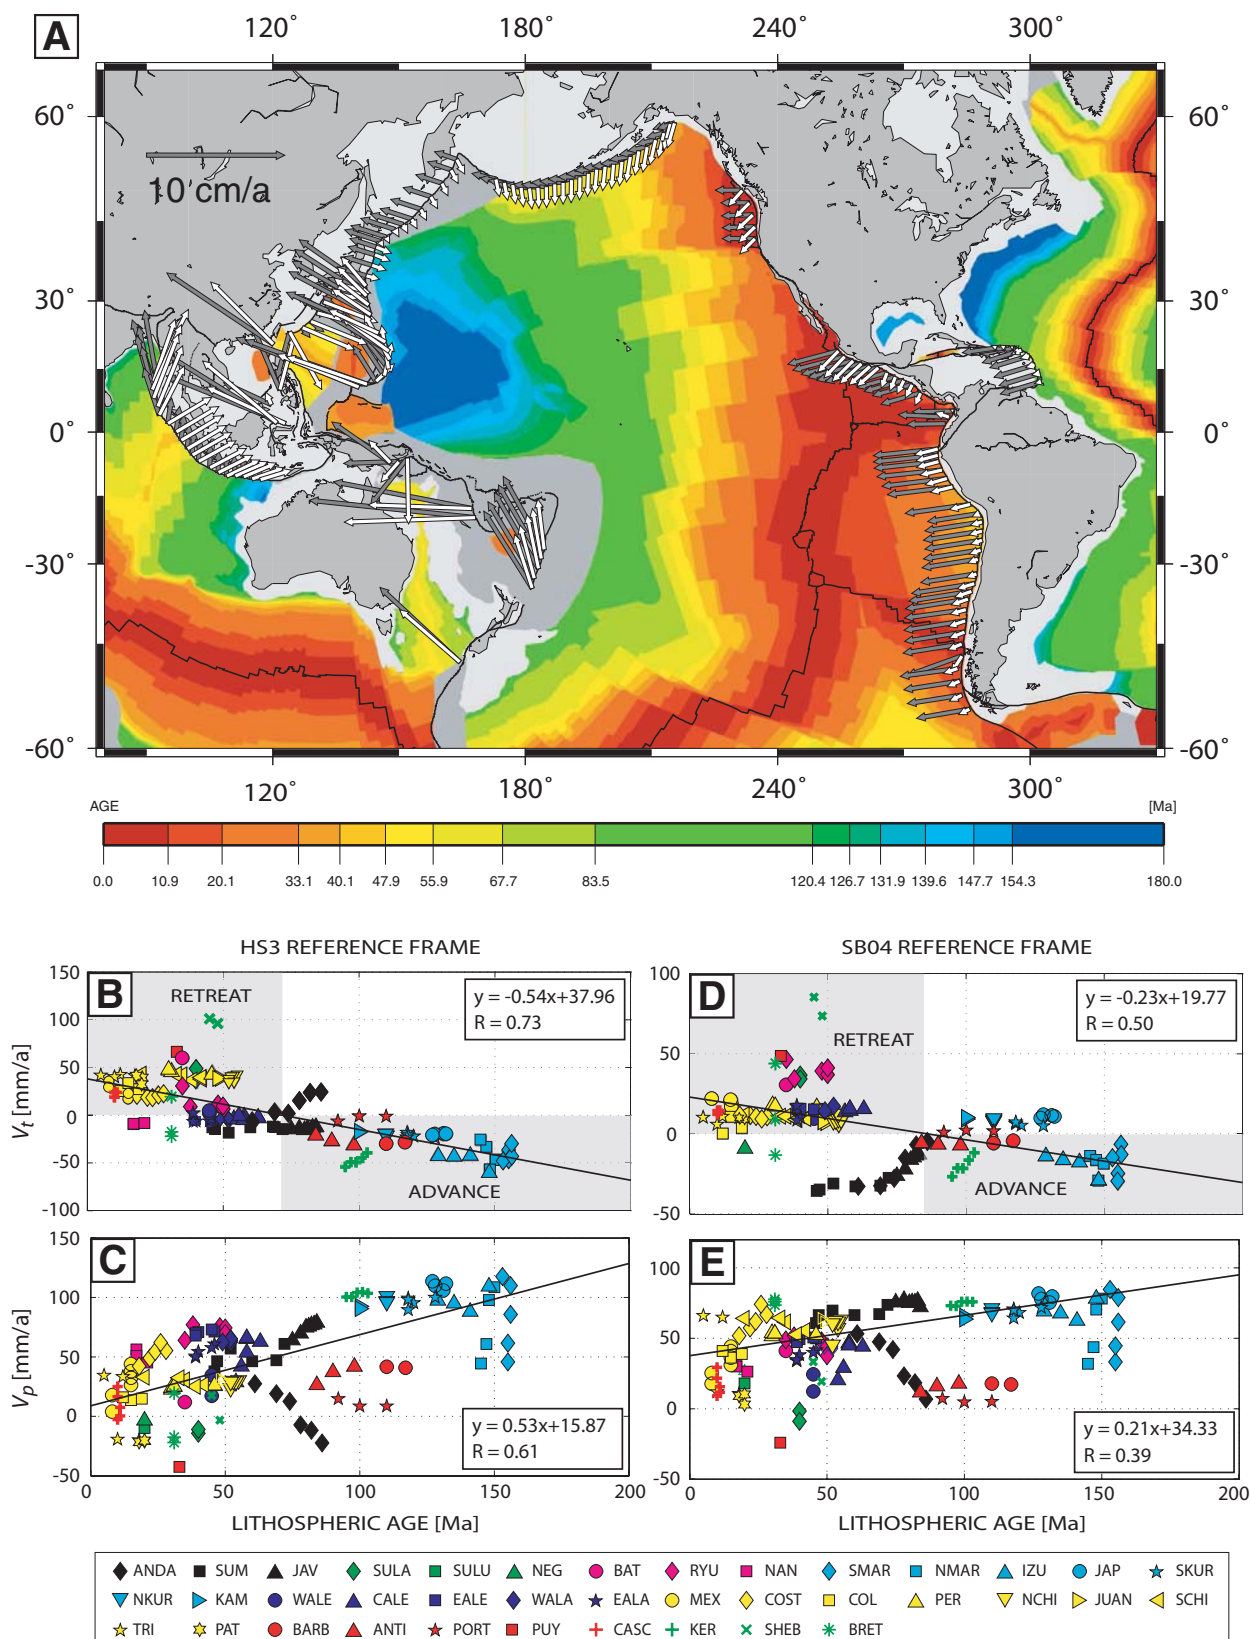 A
120° 180° 240° 300°
60° 60°
10 cm/a
30° 30°
0° 0°
-30° -30°
-60° -60°
120° 180° 240° 300°
AGE [Ma]
0.0 10.9 20.1 33.1 40.1 47.9 55.9 67.7 83.5 120.4 126.7 131.9 139.6 147.7 154.3 180.0
HS3 REFERENCE FRAME
B
150
100
50
0
-50
-100
Vt [mm/a]
RETREAT
ADVANCE
y = -0.54x+37.96
R = 0.73
SB04 REFERENCE FRAME
D
100
50
0
-50
Vt [mm/a]
RETREAT
ADVANCE
y = -0.23x+19.77
R = 0.50
C
150
100
50
0
-50
Vp [mm/a]
y = 0.53x+15.87
R = 0.61
0 50 100 150 200
LITHOSPHERIC AGE [Ma]
E
100
50
0
-50
Vp [mm/a]
y = 0.21x+34.33
R = 0.39
0 50 100 150 200
LITHOSPHERIC AGE [Ma]
ANDA SUM JAV SULA SULU NEG BAT RYU NAN SMAR NMAR IZU JAP SKUR
NKUR KAM WALE CALE EALE WALA EALA MEX COST COL PER NCHI JUAN SCHI
TRI PAT BARB ANTI PORT PUY CASC KER SHEB BRET